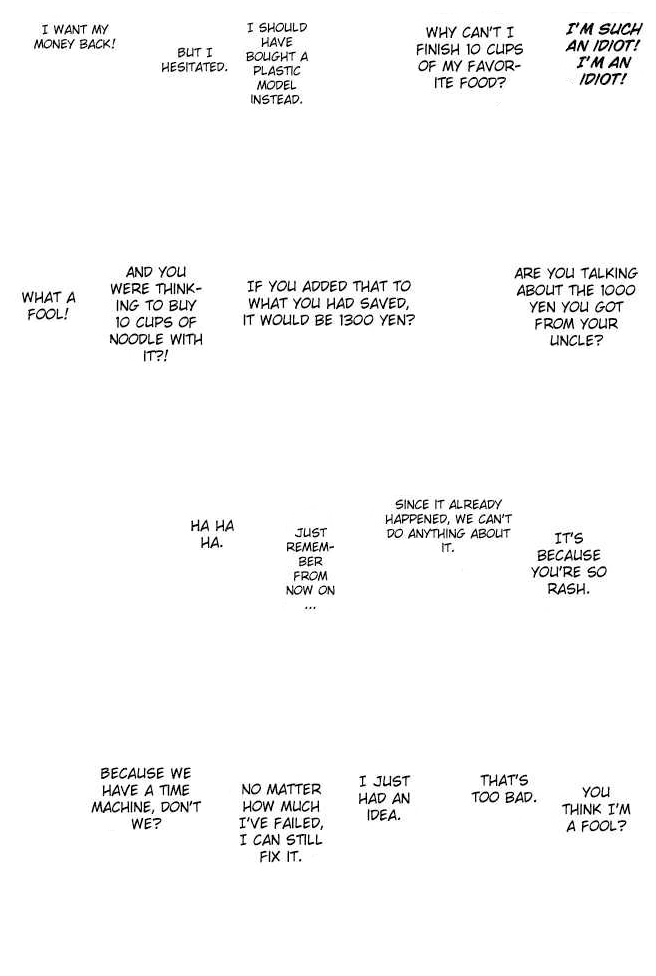 I'M SUCH
AN IDIOT!
I'M AN
IDIOT!
WHY CAN'T I
FINISH 10 CUPS
OF MY FAVOR-
ITE FOOD?
I SHOULD
HAVE
BOUGHT A
PLASTIC
MODEL
INSTEAD.
BUT I
HESITATED.
I WANT MY
MONEY BACK!
ARE YOU TALKING
ABOUT THE 1000
YEN YOU GOT
FROM YOUR
UNCLE?
IF YOU ADDED THAT TO
WHAT YOU HAD SAVED,
IT WOULD BE 1300 YEN?
AND YOU
WERE THINK-
ING TO BUY
10 CUPS OF
NOODLE WITH
IT?!
WHAT A
FOOL!
IT'S
BECAUSE
YOU'RE SO
RASH.
SINCE IT ALREADY
HAPPENED, WE CAN'T
DO ANYTHING ABOUT
IT.
JUST
REMEM-
BER
FROM
NOW ON
...
HA HA
HA.
YOU
THINK I'M
A FOOL?
THAT'S
TOO BAD.
I JUST
HAD AN
IDEA.
NO MATTER
HOW MUCH
I'VE FAILED,
I CAN STILL
FIX IT.
BECAUSE WE
HAVE A TIME
MACHINE, DON'T
WE?